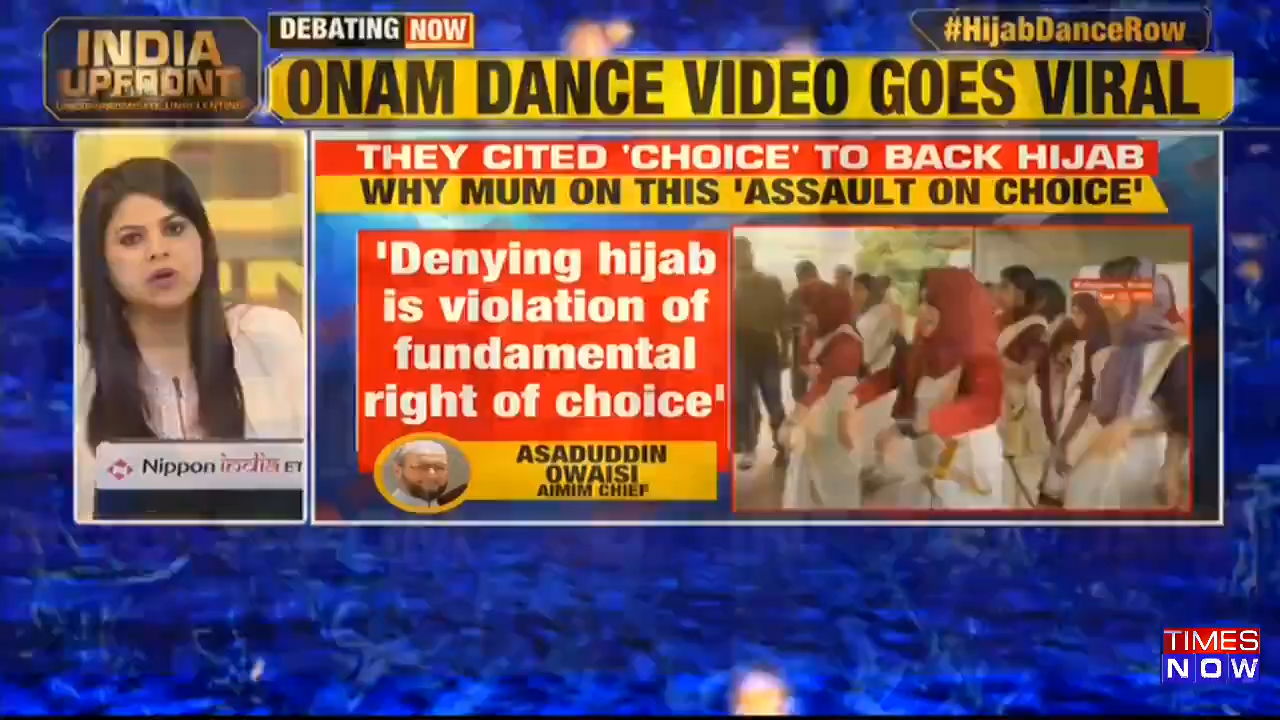 INDIA
UPFRONT
DEBATING NOW
#HijabDanceRow
ONAM DANCE VIDEO GOES VIRAL
THEY CITED 'CHOICE' TO BACK HIJAB
WHY MUM ON THIS 'ASSAULT ON CHOICE'
'Denying hijab
is violation of
fundamental
right of choice'
ASADUDDIN
OWAISI
AIMIM CHIEF
Nippon india ET
TIMES
NOW